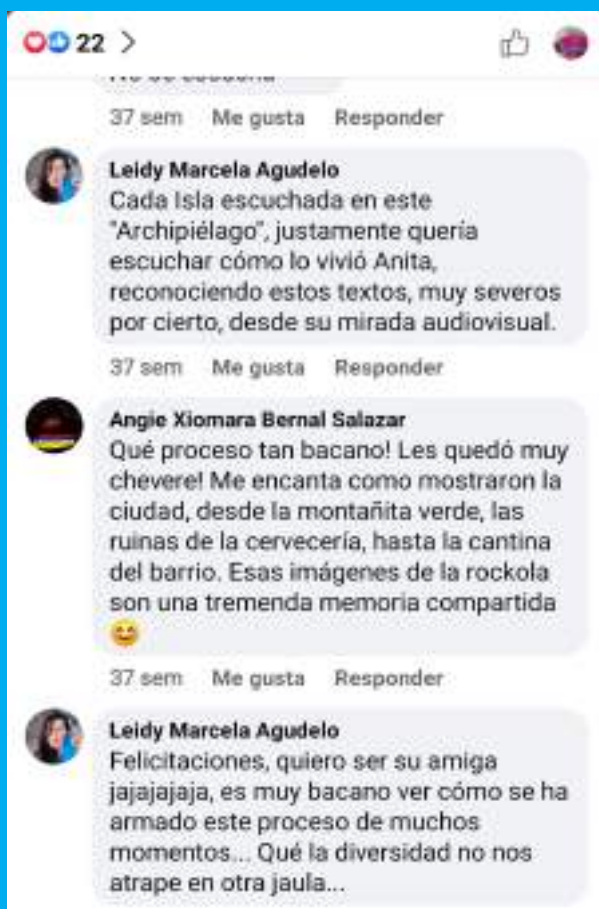 22 >
37 sem Me gusta Responder
Leidy Marcela Agudelo
Cada Isla escuchada en este
"Archipiélago", justamente quería
escuchar cómo lo vivió Anita,
reconociendo estos textos, muy severos
por cierto, desde su mirada audiovisual.
37 sem Me gusta Responder
Angie Xiomara Bernal Salazar
Qué proceso tan bacano! Les quedó muy
chevere! Me encanta como mostraron la
ciudad, desde la montañita verde, las
ruinas de la cervecería, hasta la cantina
del barrio. Esas imágenes de la rockola
son una tremenda memoria compartida
37 sem Me gusta Responder
Leidy Marcela Agudelo
Felicitaciones, quiero ser su amiga
jajajajaja, es muy bacano ver cómo se ha
armado este proceso de muchos
momentos... Qué la diversidad no nos
atrape en otra jaula...